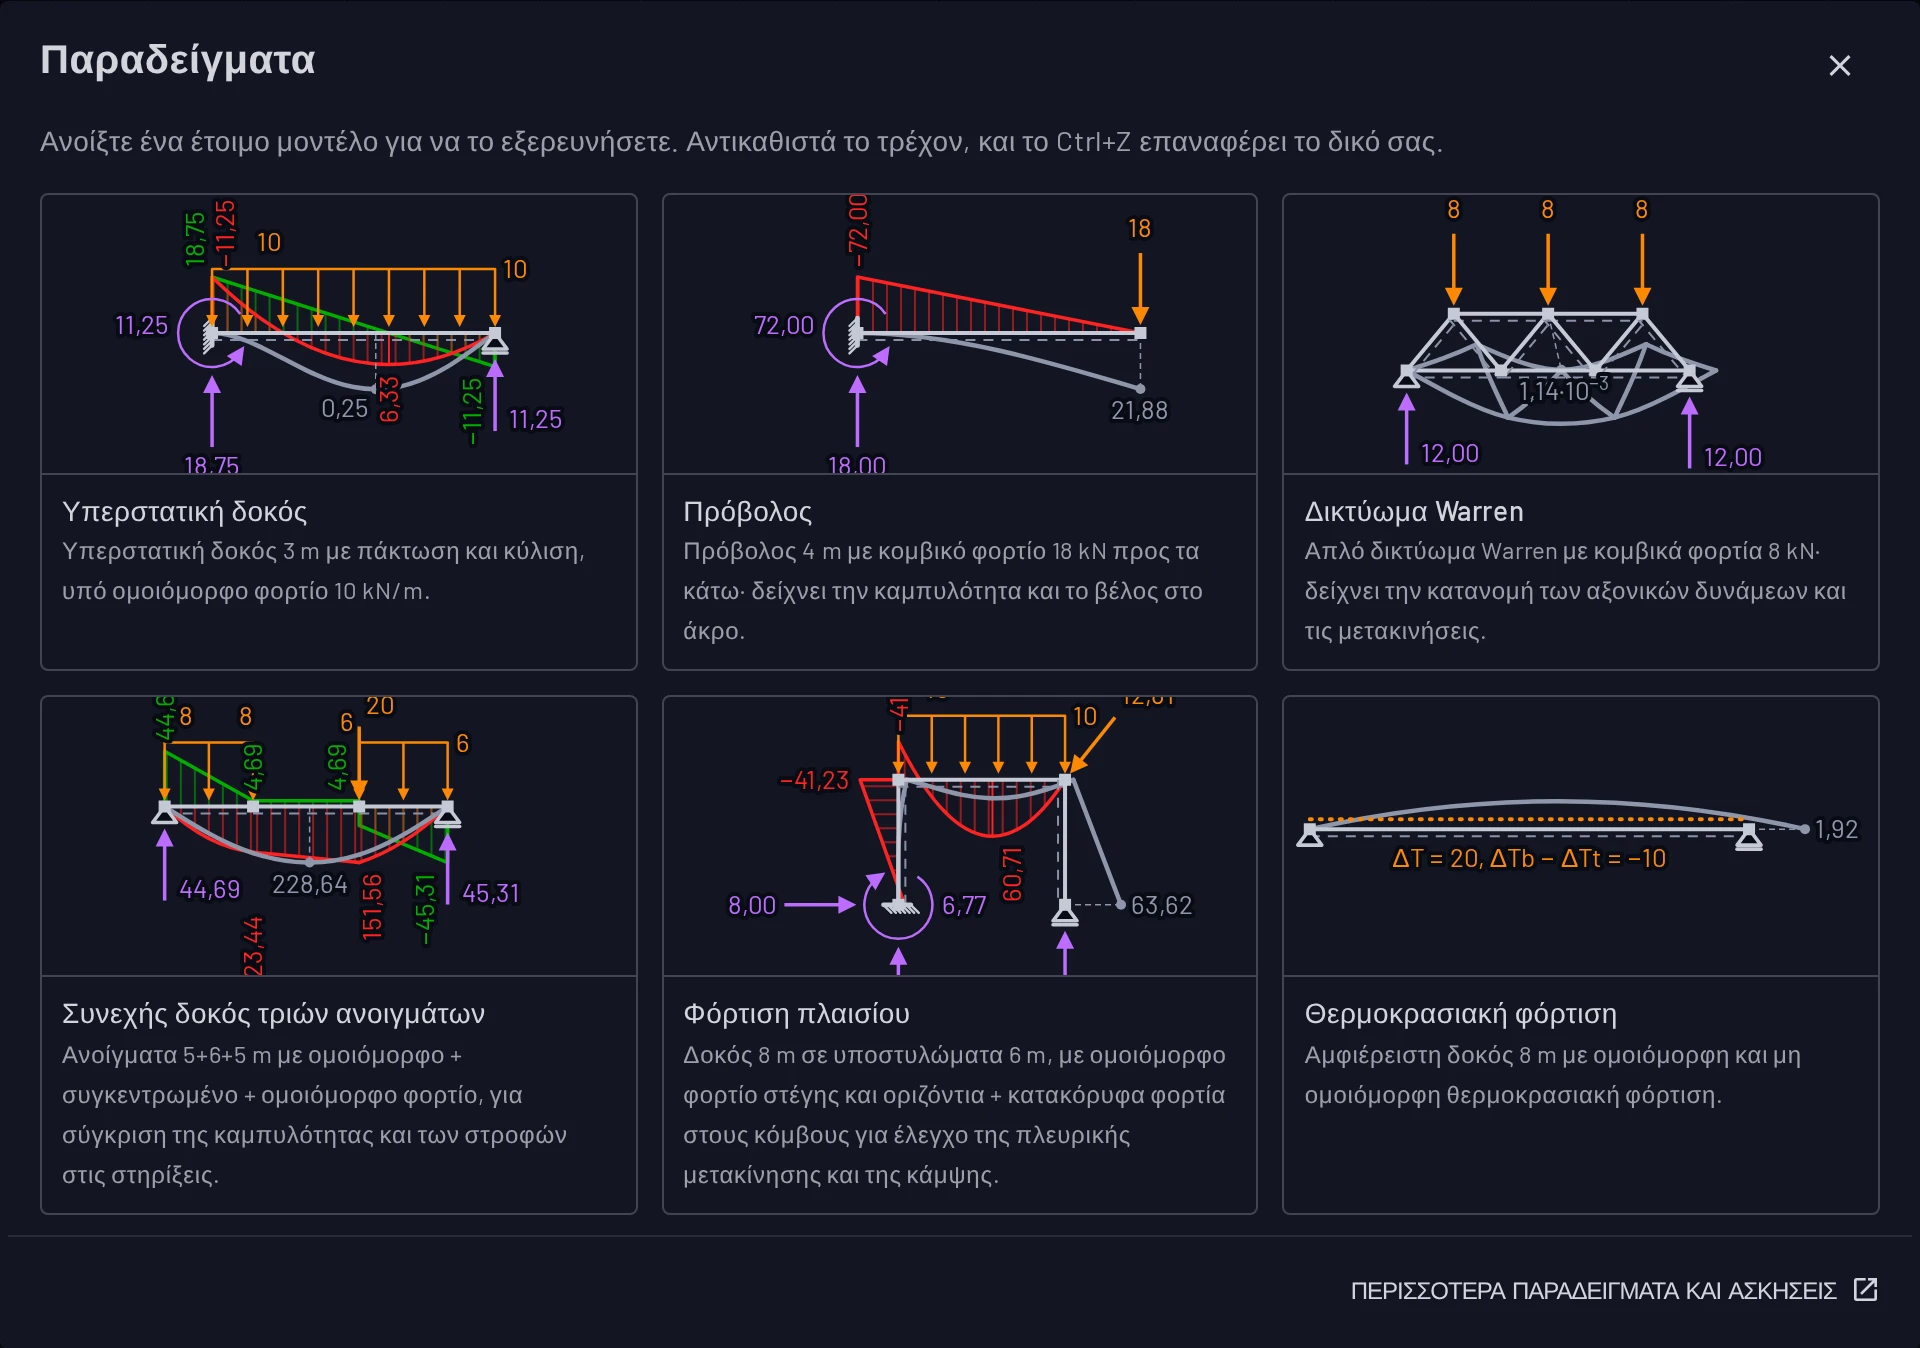 Παραδείγματα
Ανοίξτε ένα έτοιμο μοντέλο για να το εξερευνήσετε. Αντικαθιστά το τρέχον, και το Ctrl+Z επαναφέρει το δικό σας.
18,75
−11,25
10
10
11,25
0,25
6,33
−11,25
11,25
18,75
Υπερστατική δοκός
Υπερστατική δοκός 3 m με πάκτωση και κύλιση,
υπό ομοιόμορφο φορτίο 10 kN/m.
−72,00
18
72,00
21,88
18,00
Πρόβολος
Πρόβολος 4 m με κομβικό φορτίο 18 kN προς τα
κάτω· δείχνει την καμπυλότητα και το βέλος στο
άκρο.
8
8
8
1,14·10⁻³
12,00
12,00
Δικτύωμα Warren
Απλό δικτύωμα Warren με κομβικά φορτία 8 kN·
δείχνει την κατανομή των αξονικών δυνάμεων και
τις μετακινήσεις.
44,6
8
8
6
20
6
4,69
4,69
44,69
228,64
151,56
−45,31
45,31
23,44
Συνεχής δοκός τριών ανοιγμάτων
Ανοίγματα 5+6+5 m με ομοιόμορφο +
συγκεντρωμένο + ομοιόμορφο φορτίο, για
σύγκριση της καμπυλότητας και των στροφών
στις στηρίξεις.
−41
10
−41,23
60,71
8,00
6,77
63,62
Φόρτιση πλαισίου
Δοκός 8 m σε υποστυλώματα 6 m, με ομοιόμορφο
φορτίο στέγης και οριζόντια + κατακόρυφα φορτία
στους κόμβους για έλεγχο της πλευρικής
μετακίνησης και της κάμψης.
1,92
ΔT = 20, ΔTb − ΔTt = −10
Θερμοκρασιακή φόρτιση
Αμφιέρειστη δοκός 8 m με ομοιόμορφη και μη
ομοιόμορφη θερμοκρασιακή φόρτιση.
ΠΕΡΙΣΣΟΤΕΡΑ ΠΑΡΑΔΕΙΓΜΑΤΑ ΚΑΙ ΑΣΚΗΣΕΙΣ